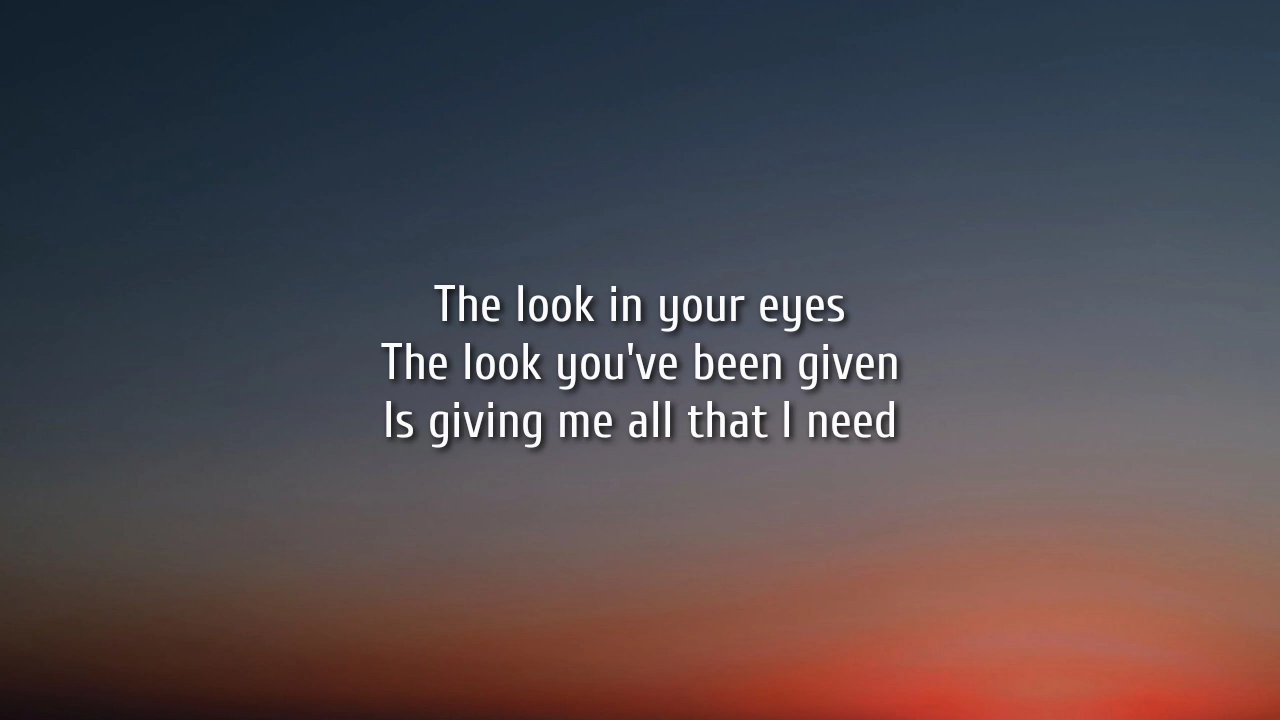 The look in your eyes
The look you've been given
Is giving me all that I need